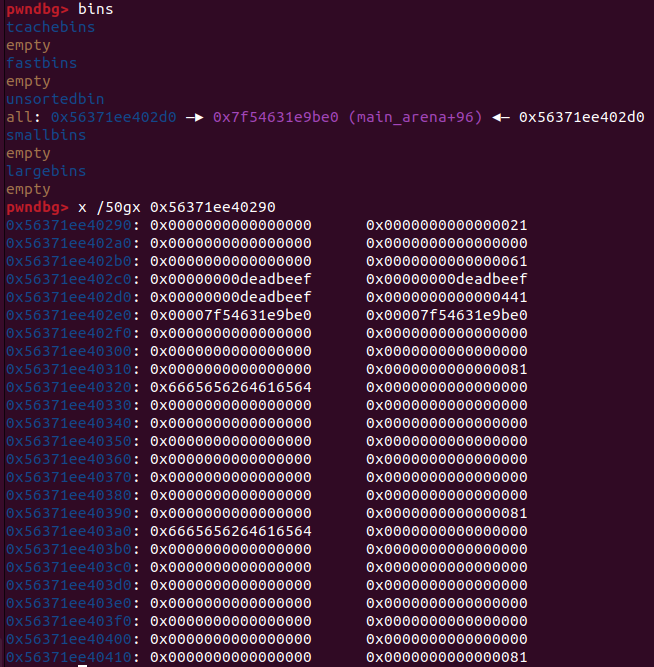 pwndbg> bins
tcachebins
empty
fastbins
empty
unsortedbin
all: 0x56371ee402d0 —▸ 0x7f54631e9be0 (main_arena+96) ◂— 0x56371ee402d0
smallbins
empty
largebins
empty
pwndbg> x /50gx 0x56371ee40290
0x56371ee40290: 0x0000000000000000 0x0000000000000021
0x56371ee402a0: 0x0000000000000000 0x0000000000000000
0x56371ee402b0: 0x0000000000000000 0x0000000000000061
0x56371ee402c0: 0x00000000deadbeef 0x00000000deadbeef
0x56371ee402d0: 0x00000000deadbeef 0x0000000000000441
0x56371ee402e0: 0x00007f54631e9be0 0x00007f54631e9be0
0x56371ee402f0: 0x0000000000000000 0x0000000000000000
0x56371ee40300: 0x0000000000000000 0x0000000000000000
0x56371ee40310: 0x0000000000000000 0x0000000000000081
0x56371ee40320: 0x6665656264616564 0x0000000000000000
0x56371ee40330: 0x0000000000000000 0x0000000000000000
0x56371ee40340: 0x0000000000000000 0x0000000000000000
0x56371ee40350: 0x0000000000000000 0x0000000000000000
0x56371ee40360: 0x0000000000000000 0x0000000000000000
0x56371ee40370: 0x0000000000000000 0x0000000000000000
0x56371ee40380: 0x0000000000000000 0x0000000000000000
0x56371ee40390: 0x0000000000000000 0x0000000000000081
0x56371ee403a0: 0x6665656264616564 0x0000000000000000
0x56371ee403b0: 0x0000000000000000 0x0000000000000000
0x56371ee403c0: 0x0000000000000000 0x0000000000000000
0x56371ee403d0: 0x0000000000000000 0x0000000000000000
0x56371ee403e0: 0x0000000000000000 0x0000000000000000
0x56371ee403f0: 0x0000000000000000 0x0000000000000000
0x56371ee40400: 0x0000000000000000 0x0000000000000000
0x56371ee40410: 0x0000000000000000 0x0000000000000081